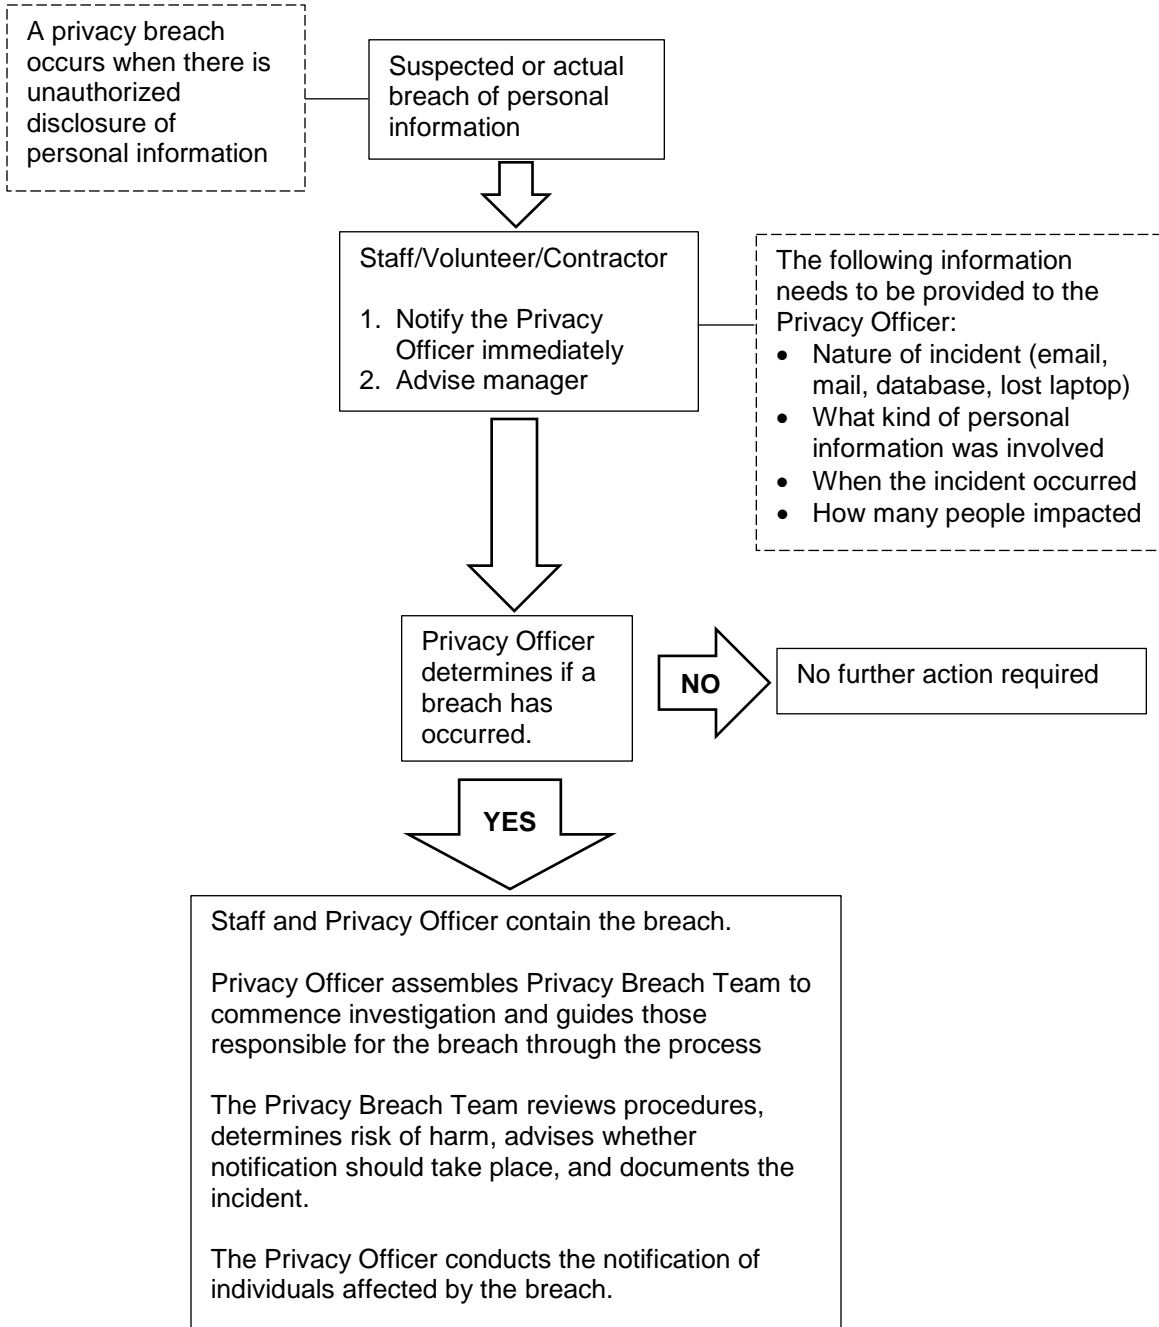 A privacy breach
occurs when there is
unauthorized
disclosure of
personal information
Suspected or actual
breach of personal
information
Staff/Volunteer/Contractor
1. Notify the Privacy
Officer immediately
2. Advise manager
The following information
needs to be provided to the
Privacy Officer:
• Nature of incident (email,
mail, database, lost laptop)
• What kind of personal
information was involved
• When the incident occurred
• How many people impacted
Privacy Officer
determines if a
breach has
occurred.
NO
No further action required
YES
Staff and Privacy Officer contain the breach.
Privacy Officer assembles Privacy Breach Team to
commence investigation and guides those
responsible for the breach through the process
The Privacy Breach Team reviews procedures,
determines risk of harm, advises whether
notification should take place, and documents the
incident.
The Privacy Officer conducts the notification of
individuals affected by the breach.